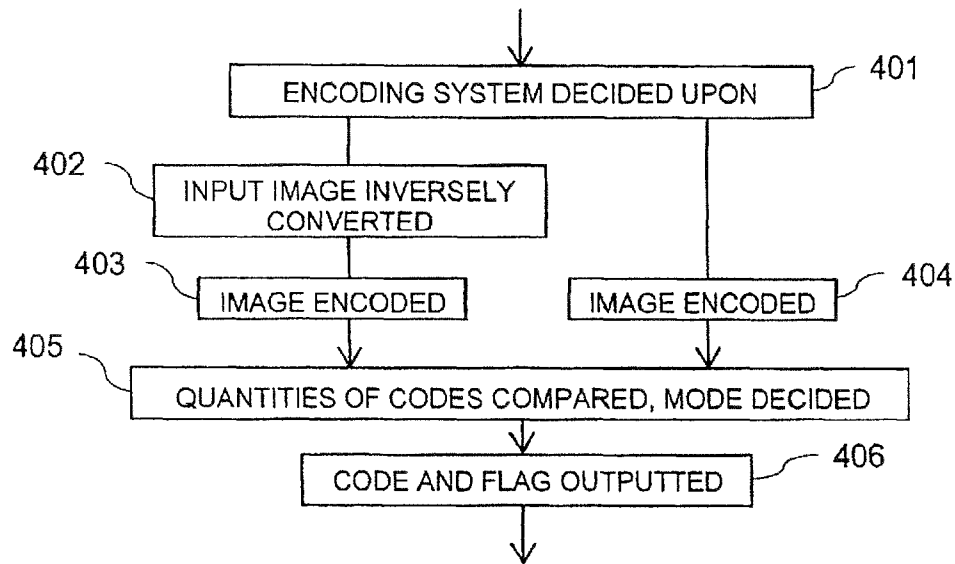 401
ENCODING SYSTEM DECIDED UPON
402
INPUT IMAGE INVERSELY
CONVERTED
403
IMAGE ENCODED
404
IMAGE ENCODED
405
QUANTITIES OF CODES COMPARED, MODE DECIDED
406
CODE AND FLAG OUTPUTTED